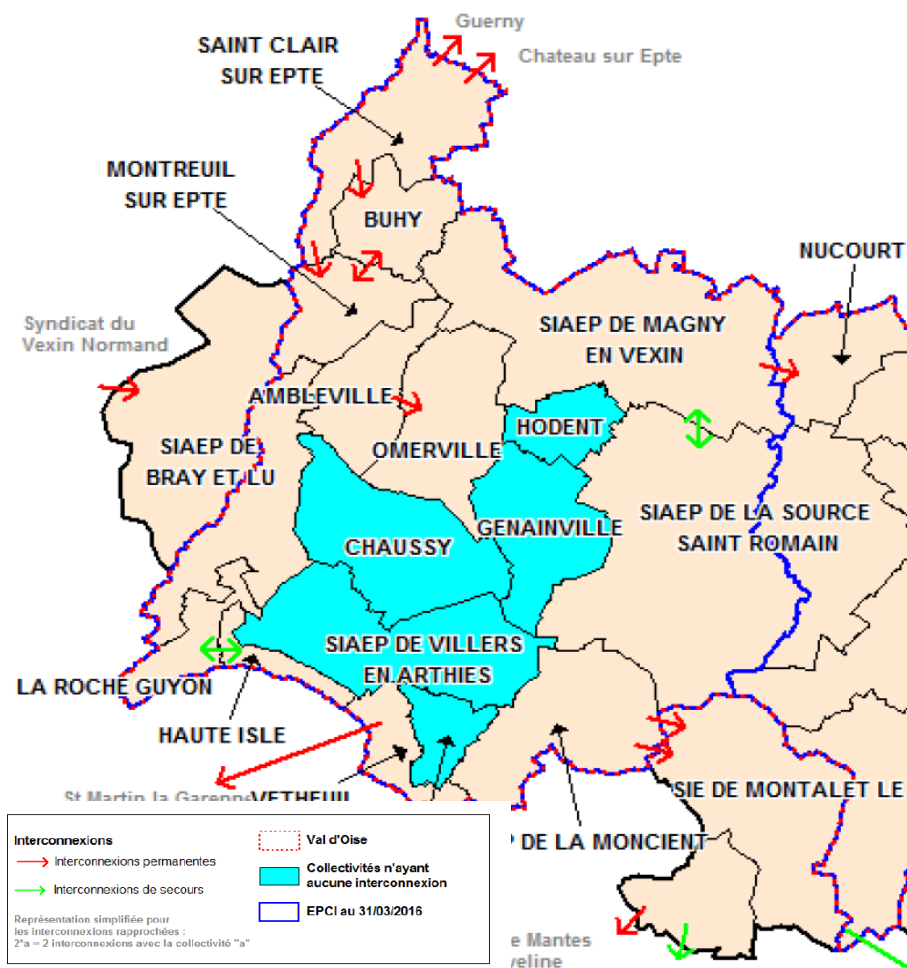 Guerny
SAINT CLAIR
SUR EPTE
Chateau sur Epte
MONTREUIL
SUR EPTE
BUHY
NUCOURT
Syndicat du
Vexin Normand
SIAEP DE MAGNY
EN VEXIN
AMBLEVILLE
HODENT
OMERVILLE
SIAEP DE
BRAY ET LU
GENAINVILLE
SIAEP DE LA SOURCE
SAINT ROMAIN
CHAUSSY
SIAEP DE VILLERS
EN ARTHIES
LA ROCHE GUYON
HAUTE ISLE
St Martin la Garenne
VETHEUIL
SIE DE MONTALET LE
P DE LA MONCIENT
e Mantes
veline
Interconnexions
Interconnexions permanentes
Interconnexions de secours
Représentation simplifiée pour
les interconnexions rapprochées :
2*a = 2 interconnexions avec la collectivité "a"
Val d'Oise
Collectivités n'ayant
aucune interconnexion
EPCI au 31/03/2016